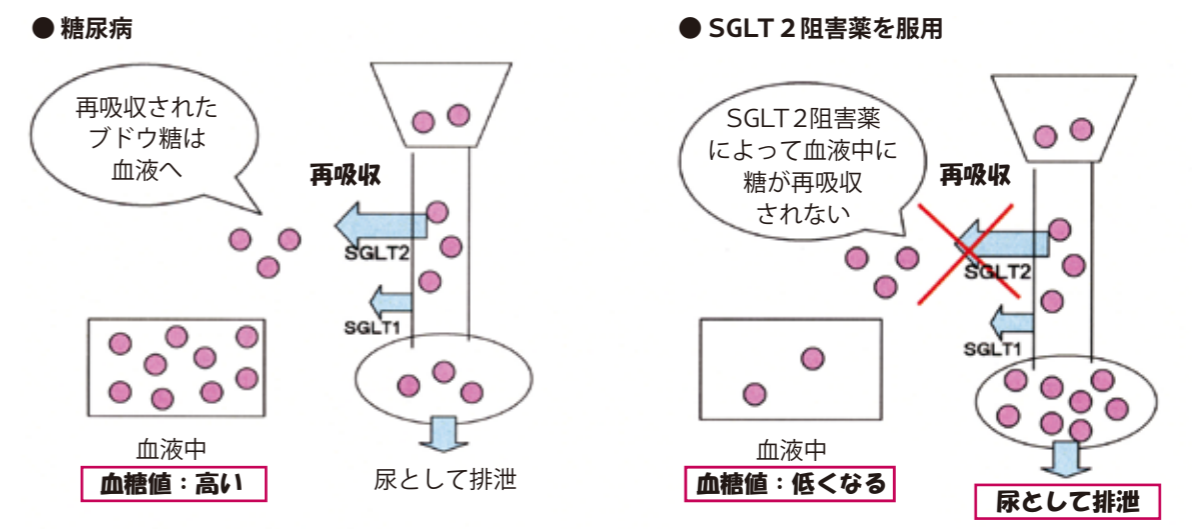 ● 糖尿病
再吸収された
ブドウ糖は
血液へ
再吸収
SGLT2
SGLT1
血液中
血糖値：高い
尿として排泄
● SGLT２阻害薬を服用
SGLT２阻害薬
によって血液中に
糖が再吸収
されない
再吸収
SGLT2
SGLT1
血液中
血糖値：低くなる
尿として排泄